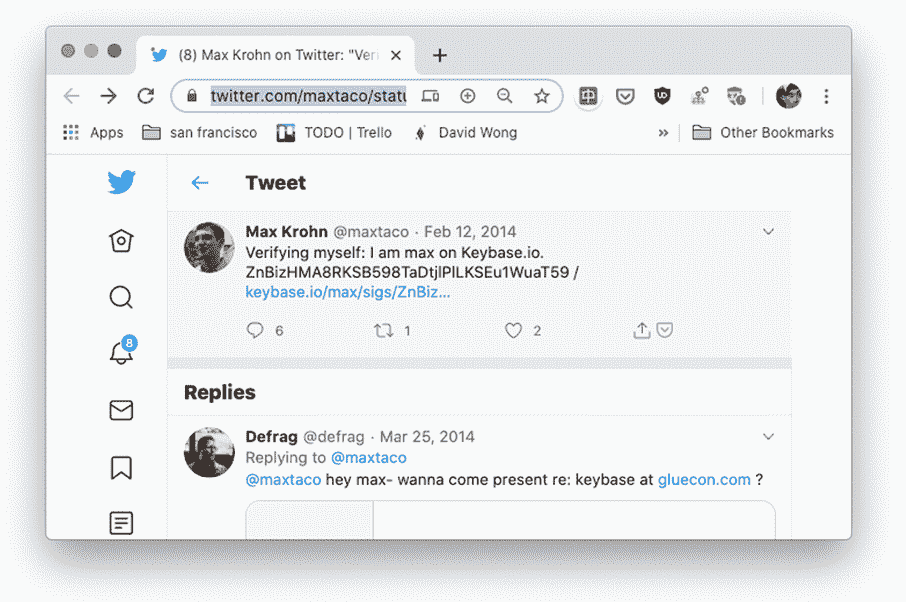 (8) Max Krohn on Twitter: "Veri
twitter.com/maxtaco/statu
Apps san francisco TODO | Trello David Wong » Other Bookmarks
Tweet
Max Krohn @maxtaco · Feb 12, 2014
Verifying myself: I am max on Keybase.io.
ZnBizHMA8RKSB598TaDtjlPlLKSEu1WuaT59 /
keybase.io/max/sigs/ZnBiz...
6 1 2
8
Replies
Defrag @defrag · Mar 25, 2014
Replying to @maxtaco
@maxtaco hey max- wanna come present re: keybase at gluecon.com ?